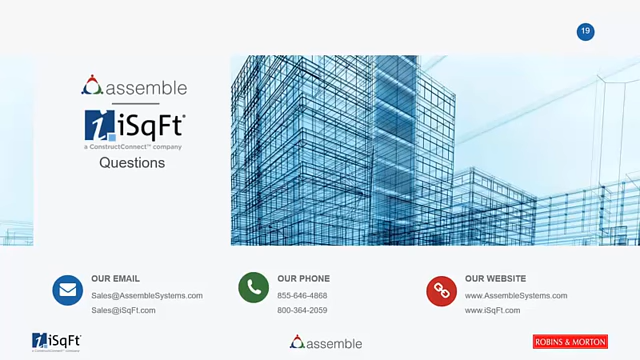 19
assemble
iSqFt
a ConstructConnect™ company
Questions
OUR EMAIL
Sales@AssembleSystems.com
Sales@iSqFt.com
OUR PHONE
855-646-4868
800-364-2059
OUR WEBSITE
www.AssembleSystems.com
www.iSqFt.com
iSqFt
assemble
ROBINS & MORTON